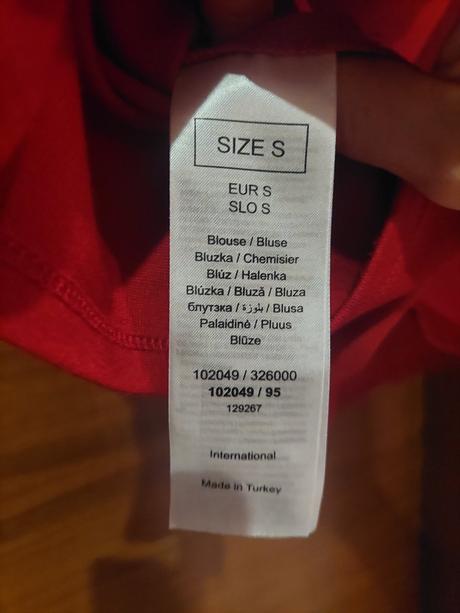 SIZE S
EUR S
SLO S
Blouse / Bluse
Bluzka / Chemisier
Blúz / Halenka
Blúzka / Bluză / Bluza
блутзка / بلوزة / Blusa
Palaidinė / Pluus
Blūze
102049 / 326000
102049 / 95
129267
International
Made in Turkey